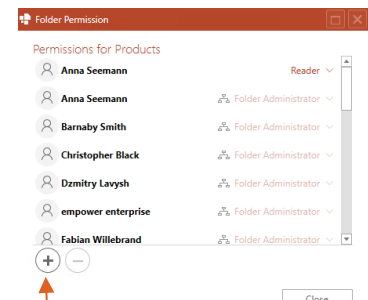 Folder Permission
Permissions for Products
Anna Seemann Reader
Anna Seemann Folder Administrator
Barnaby Smith Folder Administrator
Christopher Black Folder Administrator
Dzmitry Lavysh Folder Administrator
empower enterprise Folder Administrator
Fabian Willebrand Folder Administrator
Close